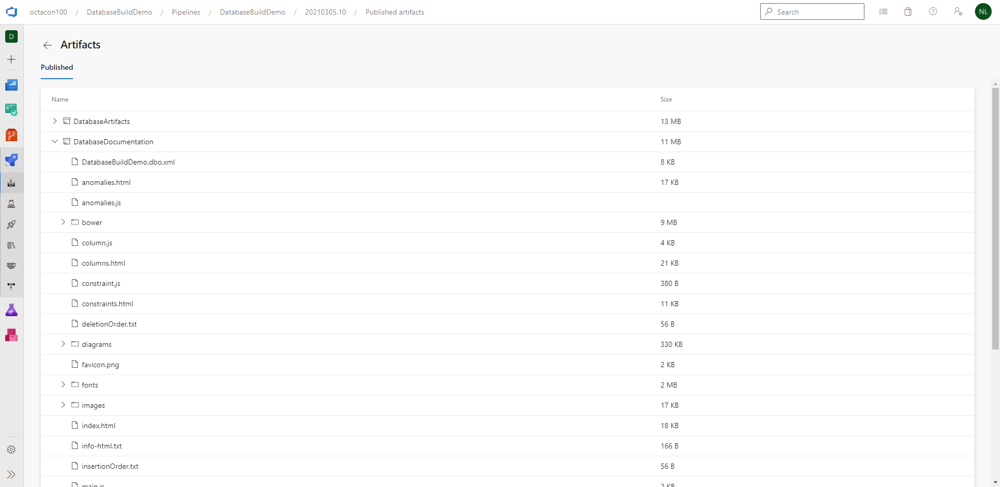 octacon100 / DatabaseBuildDemo / Pipelines / DatabaseBuildDemo / 20210305.10 / Published artifacts
Search
NL
D
Artifacts
Published
Name Size
DatabaseArtifacts 13 MB
DatabaseDocumentation 11 MB
DatabaseBuildDemo.dbo.xml 8 KB
anomalies.html 17 KB
anomalies.js
bower 9 MB
column.js 4 KB
columns.html 21 KB
constraint.js 380 B
constraints.html 11 KB
deletionOrder.txt 56 B
diagrams 330 KB
favicon.png 2 KB
fonts 2 MB
images 17 KB
index.html 18 KB
info-html.txt 166 B
insertionOrder.txt 56 B
main.js 2 KB